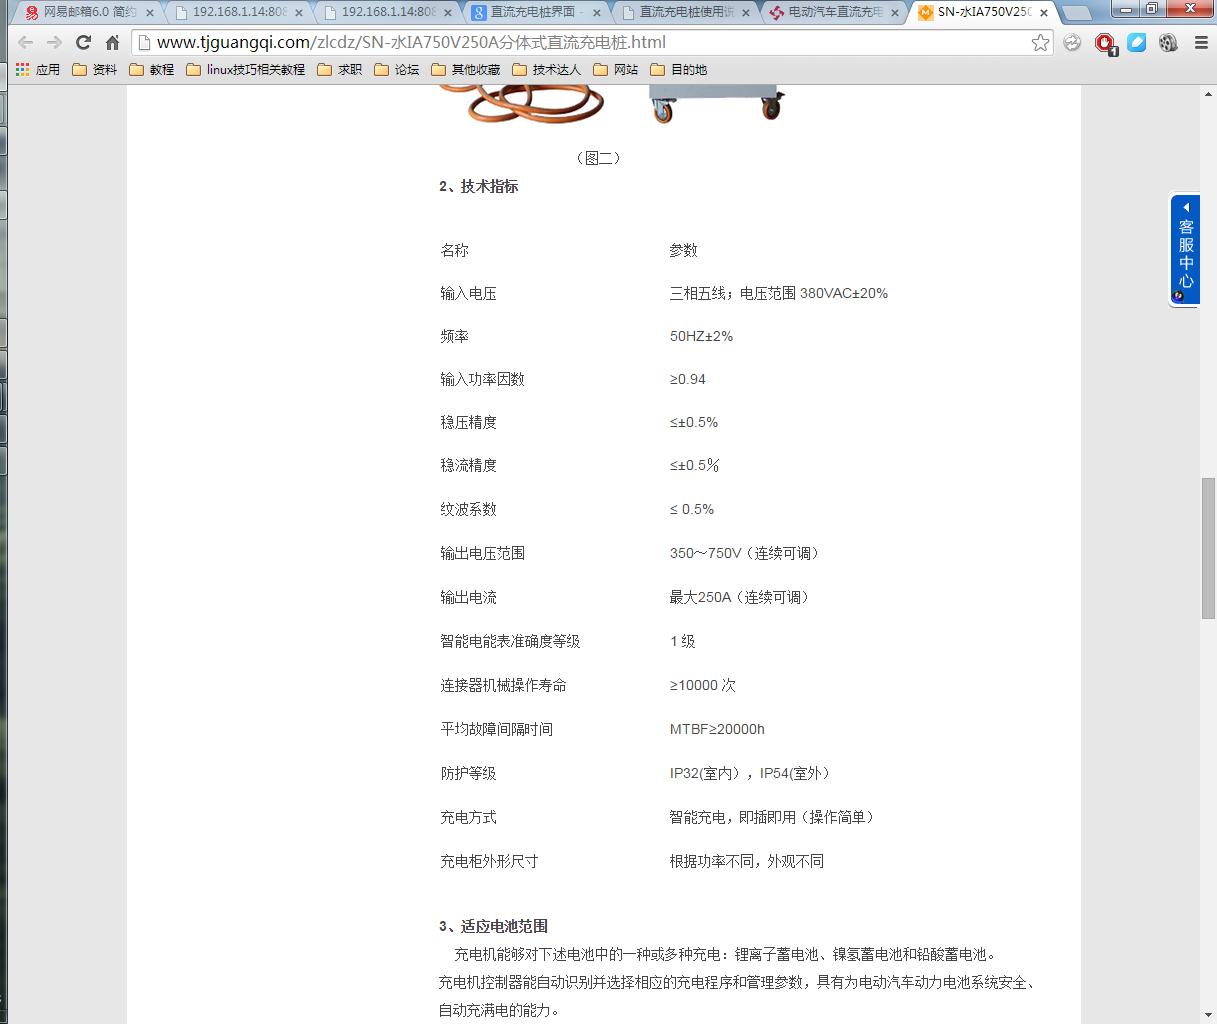 网易邮箱6.0 简约
192.168.1.14:808
192.168.1.14:808
直流充电桩界面 -
直流充电桩使用说
电动汽车直流充电
SN-水IA750V250
www.tjguangqi.com/zlcdz/SN-水IA750V250A分体式直流充电桩.html
1
应用 资料 教程 linux技巧相关教程 求职 论坛 其他收藏 技术达人 网站 目的地
（图二）
2、技术指标
名称 参数
输入电压 三相五线；电压范围 380VAC±20%
频率 50HZ±2%
输入功率因数 ≥0.94
稳压精度 ≤±0.5%
稳流精度 ≤±0.5％
纹波系数 ≤ 0.5%
输出电压范围 350～750V（连续可调）
输出电流 最大250A（连续可调）
智能电能表准确度等级 1 级
连接器机械操作寿命 ≥10000 次
平均故障间隔时间 MTBF≥20000h
防护等级 IP32(室内），IP54(室外）
充电方式 智能充电，即插即用（操作简单）
充电柜外形尺寸 根据功率不同，外观不同
3、适应电池范围
充电机能够对下述电池中的一种或多种充电：锂离子蓄电池、镍氢蓄电池和铅酸蓄电池。
充电机控制器能自动识别并选择相应的充电程序和管理参数，具有为电动汽车动力电池系统安全、
自动充满电的能力。
客服中心